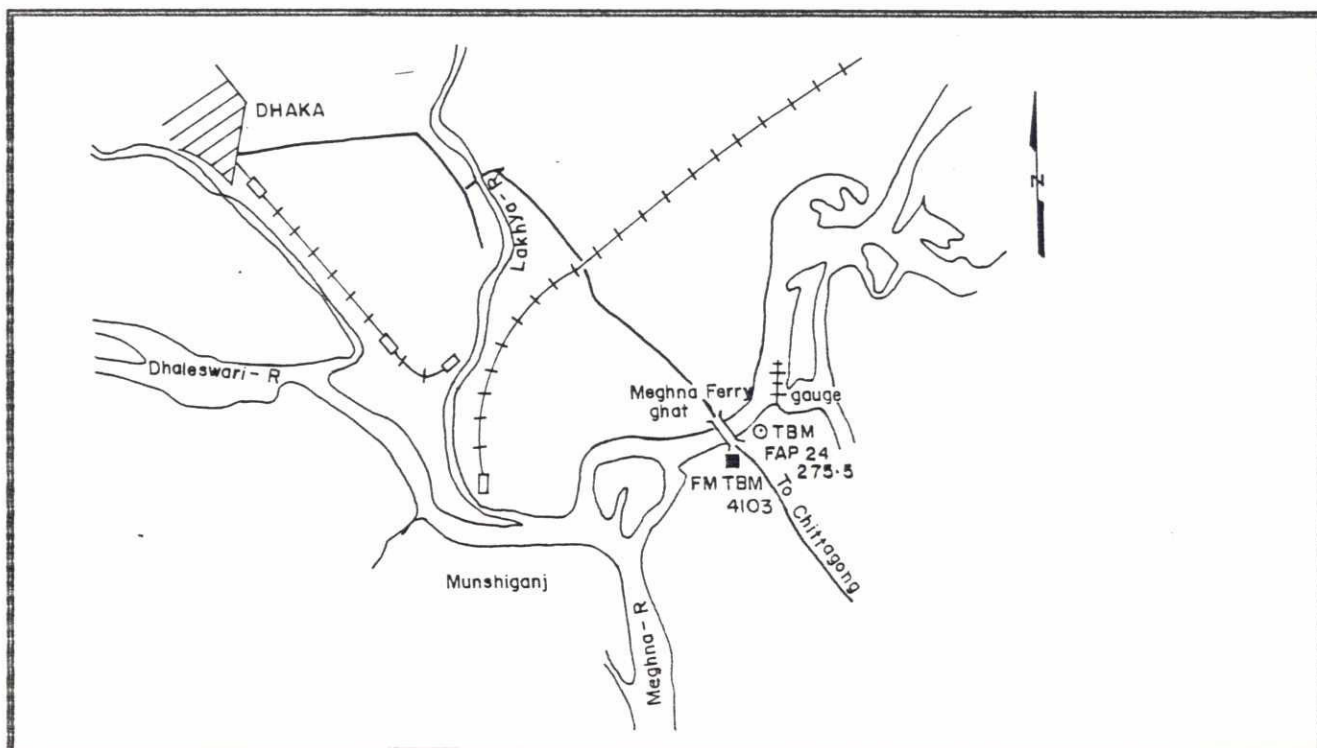 DHAKA
N
Lakhya-R
Dhaleswari-R
Meghna Ferry
ghat
gauge
TBM
FAP 24
275.5
FM TBM
4103
To Chittagong
Munshiganj
Meghna-R